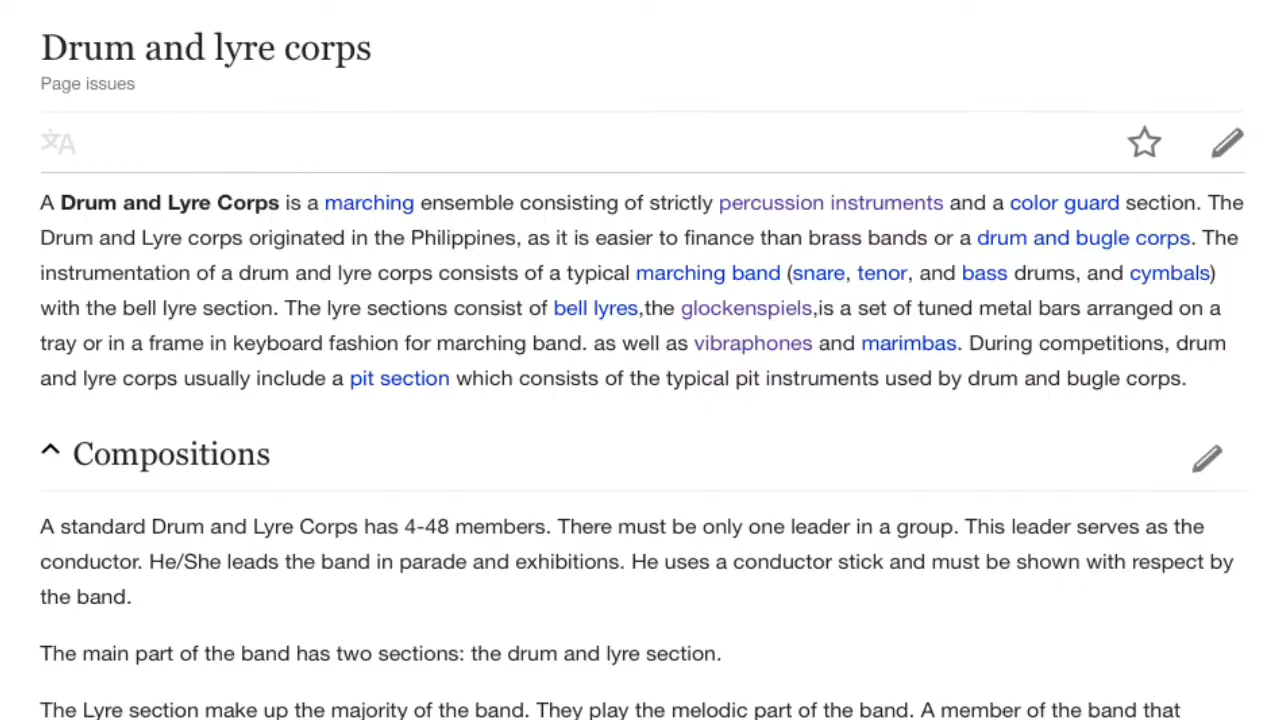 Drum and lyre corps
Page issues
A Drum and Lyre Corps is a marching ensemble consisting of strictly percussion instruments and a color guard section. The
Drum and Lyre corps originated in the Philippines, as it is easier to finance than brass bands or a drum and bugle corps. The
instrumentation of a drum and lyre corps consists of a typical marching band (snare, tenor, and bass drums, and cymbals)
with the bell lyre section. The lyre sections consist of bell lyres,the glockenspiels,is a set of tuned metal bars arranged on a
tray or in a frame in keyboard fashion for marching band. as well as vibraphones and marimbas. During competitions, drum
and lyre corps usually include a pit section which consists of the typical pit instruments used by drum and bugle corps.
Compositions
A standard Drum and Lyre Corps has 4-48 members. There must be only one leader in a group. This leader serves as the
conductor. He/She leads the band in parade and exhibitions. He uses a conductor stick and must be shown with respect by
the band.
The main part of the band has two sections: the drum and lyre section.
The Lyre section make up the majority of the band. They play the melodic part of the band. A member of the band that